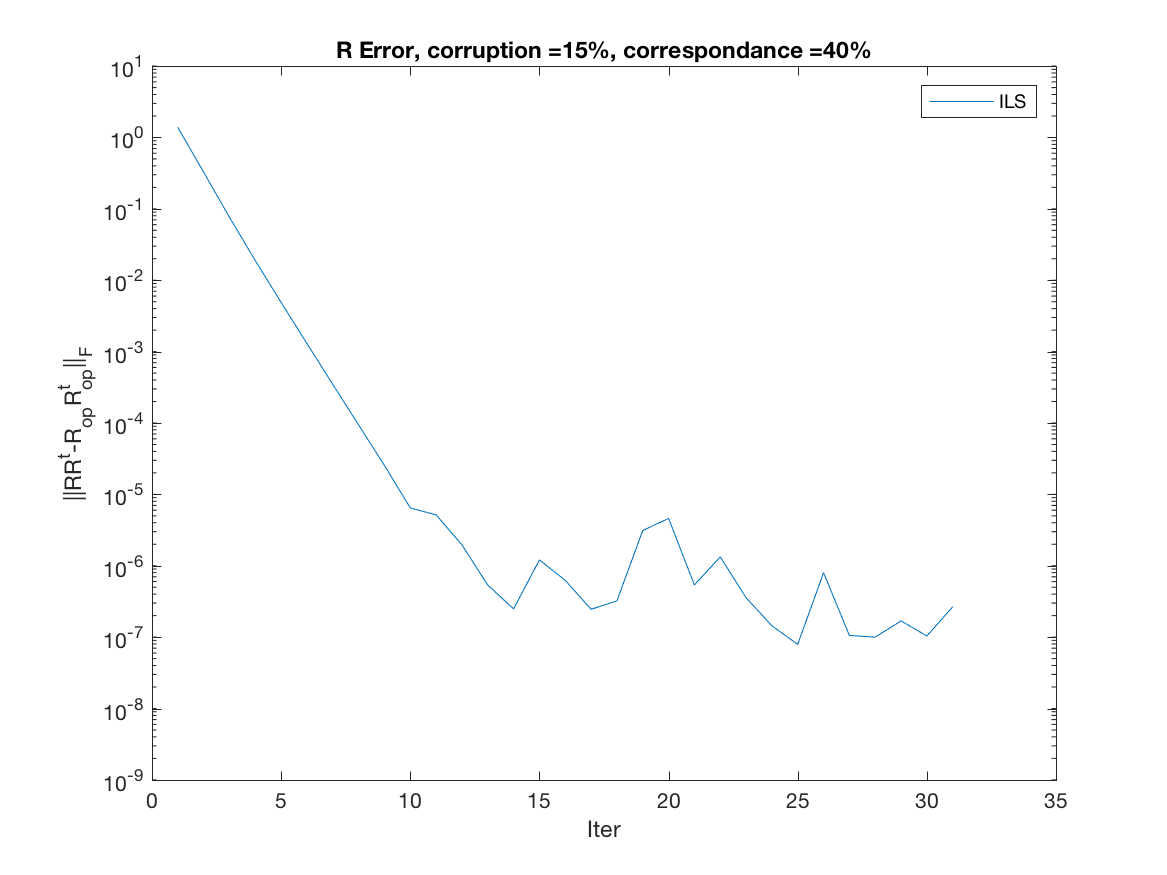 R Error, corruption =15%, correspondance =40%
ILS
10^1
10^0
10^-1
10^-2
10^-3
10^-4
10^-5
10^-6
10^-7
10^-8
10^-9
||RR^t-R_op R_op^t||_F
0 5 10 15 20 25 30 35
Iter